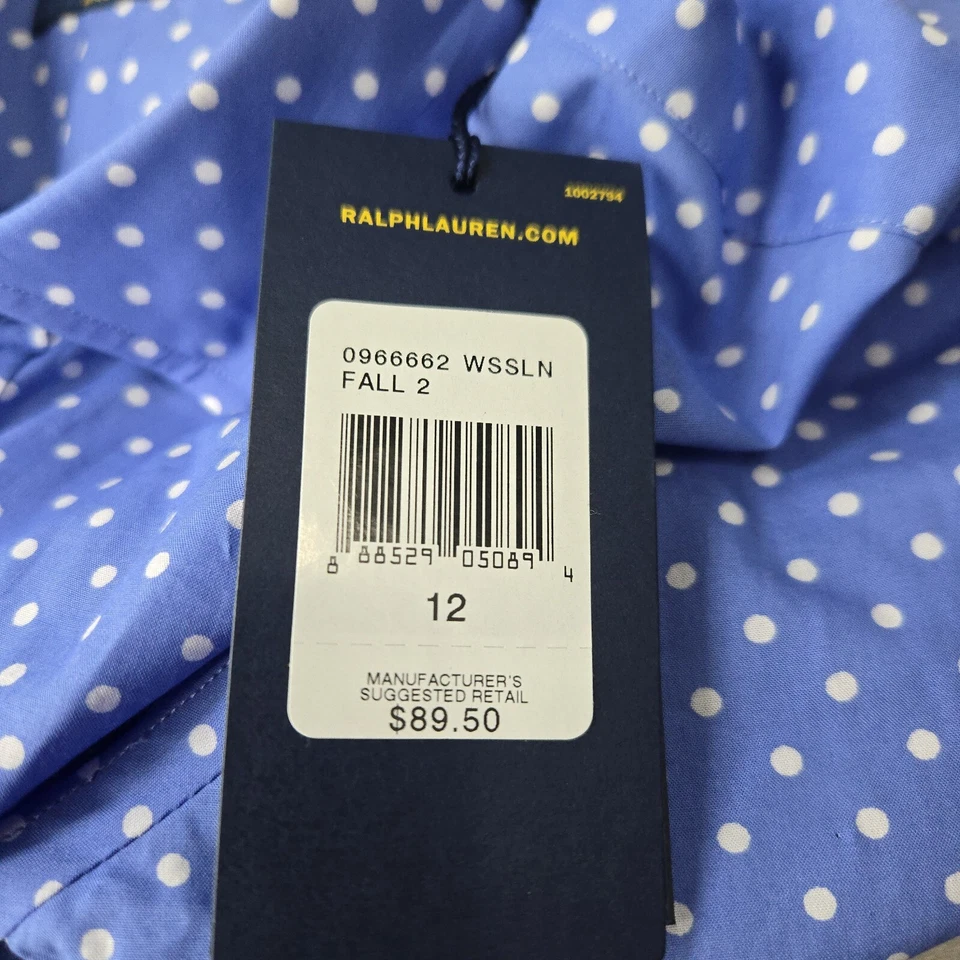 1002794
RALPHLAUREN.COM
0966662 WSSLN
FALL 2
8 88529 05089 4
12
MANUFACTURER'S
SUGGESTED RETAIL
$89.50